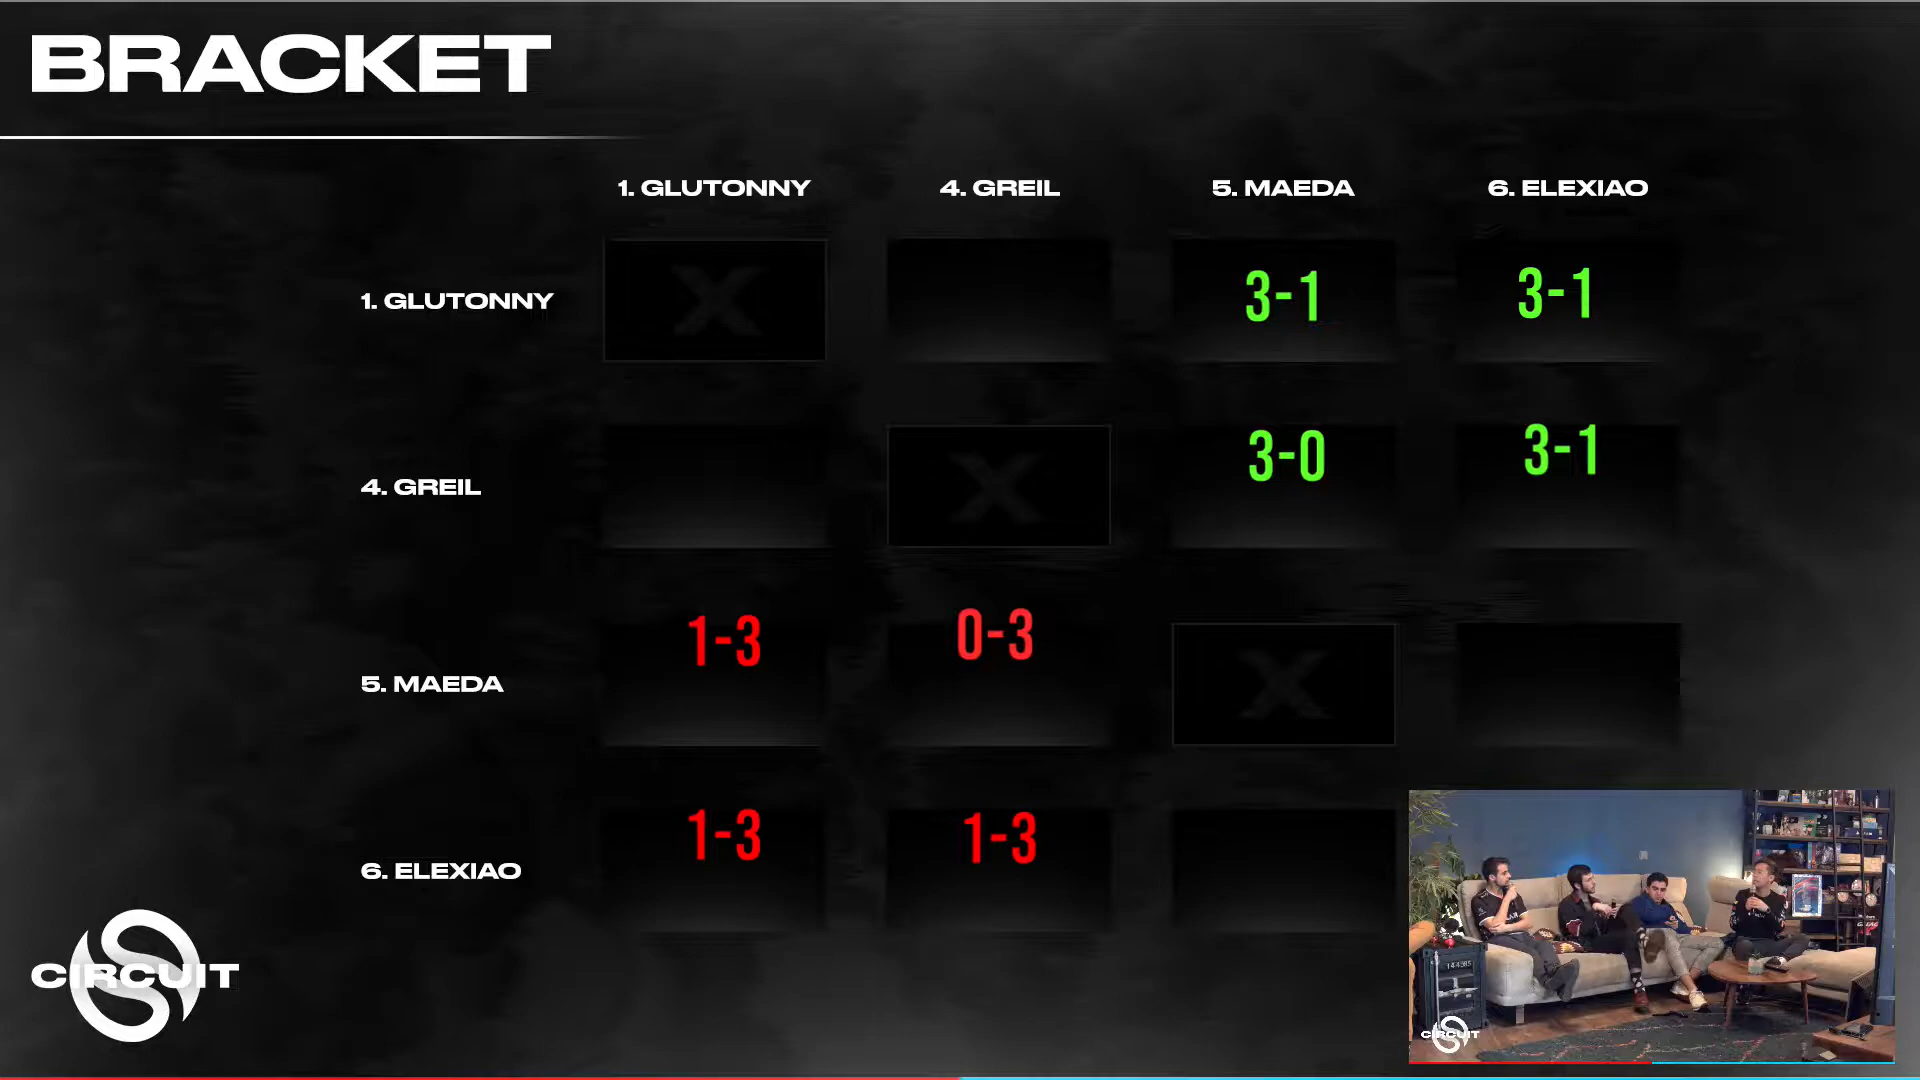 BRACKET
1. GLUTONNY 4. GREIL 5. MAEDA 6. ELEXIAO
1. GLUTONNY X 3-1 3-1
4. GREIL X 3-0 3-1
5. MAEDA 1-3 0-3 X
6. ELEXIAO 1-3 1-3
CIRCUIT
CIRCUIT